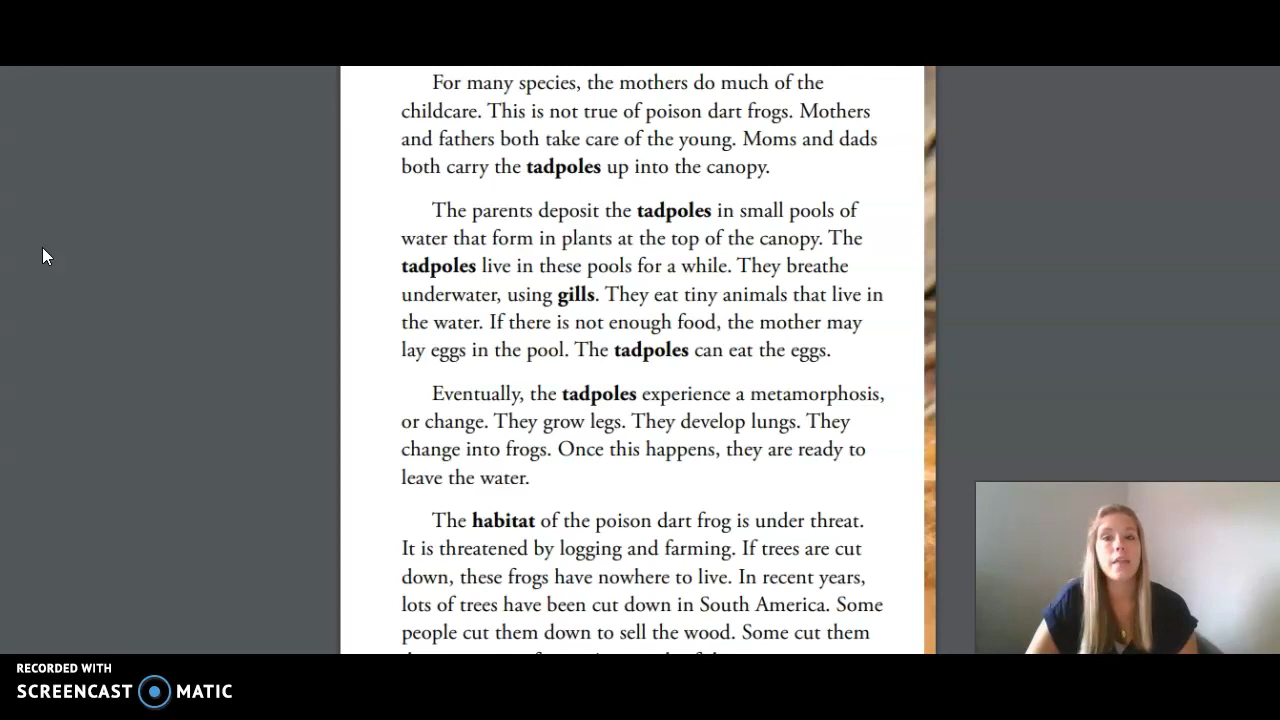 For many species, the mothers do much of the
childcare. This is not true of poison dart frogs. Mothers
and fathers both take care of the young. Moms and dads
both carry the tadpoles up into the canopy.
The parents deposit the tadpoles in small pools of
water that form in plants at the top of the canopy. The
tadpoles live in these pools for a while. They breathe
underwater, using gills. They eat tiny animals that live in
the water. If there is not enough food, the mother may
lay eggs in the pool. The tadpoles can eat the eggs.
Eventually, the tadpoles experience a metamorphosis,
or change. They grow legs. They develop lungs. They
change into frogs. Once this happens, they are ready to
leave the water.
The habitat of the poison dart frog is under threat.
It is threatened by logging and farming. If trees are cut
down, these frogs have nowhere to live. In recent years,
lots of trees have been cut down in South America. Some
people cut them down to sell the wood. Some cut them
RECORDED WITH
SCREENCAST MATIC